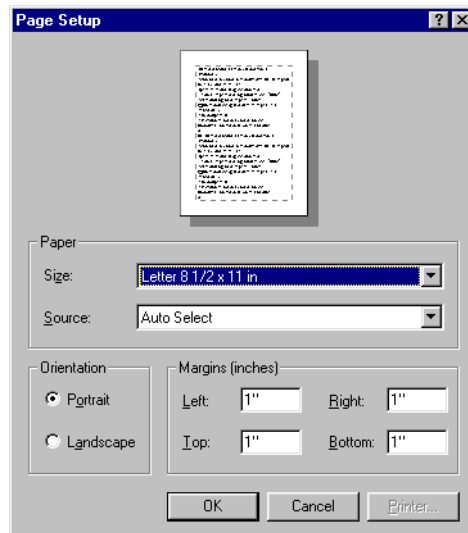 Page Setup
Paper
Size: Letter 8 1/2 x 11 in
Source: Auto Select
Orientation
Portrait
Landscape
Margins (inches)
Left: 1" Right: 1"
Top: 1" Bottom: 1"
OK Cancel Printer...